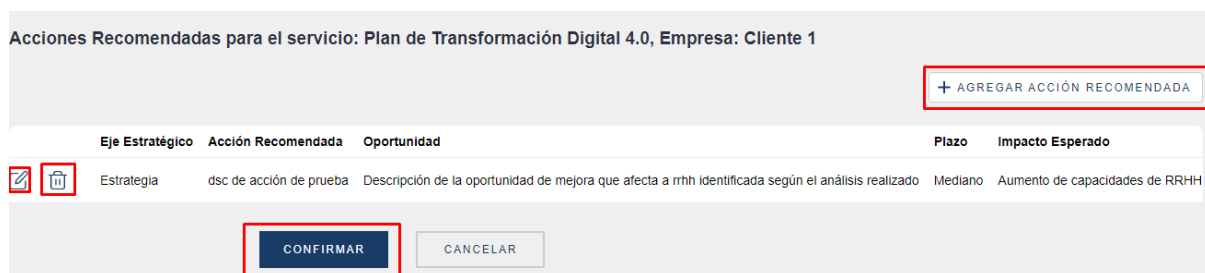 Acciones Recomendadas para el servicio: Plan de Transformación Digital 4.0, Empresa: Cliente 1
+ AGREGAR ACCIÓN RECOMENDADA
Eje Estratégico Acción Recomendada Oportunidad Plazo Impacto Esperado
Estrategia dsc de acción de prueba Descripción de la oportunidad de mejora que afecta a rrhh identificada según el análisis realizado Mediano Aumento de capacidades de RRHH
CONFIRMAR CANCELAR